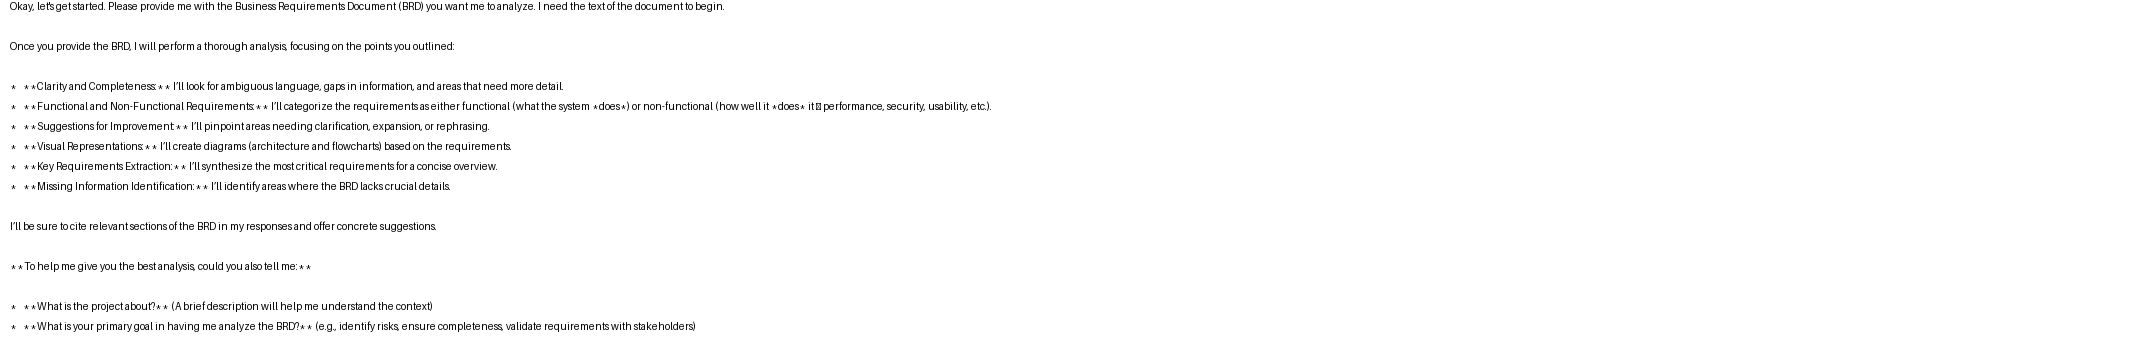 Okay, let's get started. Please provide me with the Business Requirements Document (BRD) you want me to analyze. I need the text of the document to begin.
Once you provide the BRD, I will perform a thorough analysis, focusing on the points you outlined:
* **Clarity and Completeness:** I’ll look for ambiguous language, gaps in information, and areas that need more detail.
* **Functional and Non-Functional Requirements:** I’ll categorize the requirements as either functional (what the system *does*) or non-functional (how well it *does* it▯performance, security, usability, etc.).
* **Suggestions for Improvement:** I’ll pinpoint areas needing clarification, expansion, or rephrasing.
* **Visual Representations:** I’ll create diagrams (architecture and flowcharts) based on the requirements.
* **Key Requirements Extraction:** I’ll synthesize the most critical requirements for a concise overview.
* **Missing Information Identification:** I’ll identify areas where the BRD lacks crucial details.
I’ll be sure to cite relevant sections of the BRD in my responses and offer concrete suggestions.
**To help me give you the best analysis, could you also tell me:**
* **What is the project about?** (A brief description will help me understand the context)
* **What is your primary goal in having me analyze the BRD?** (e.g., identify risks, ensure completeness, validate requirements with stakeholders)